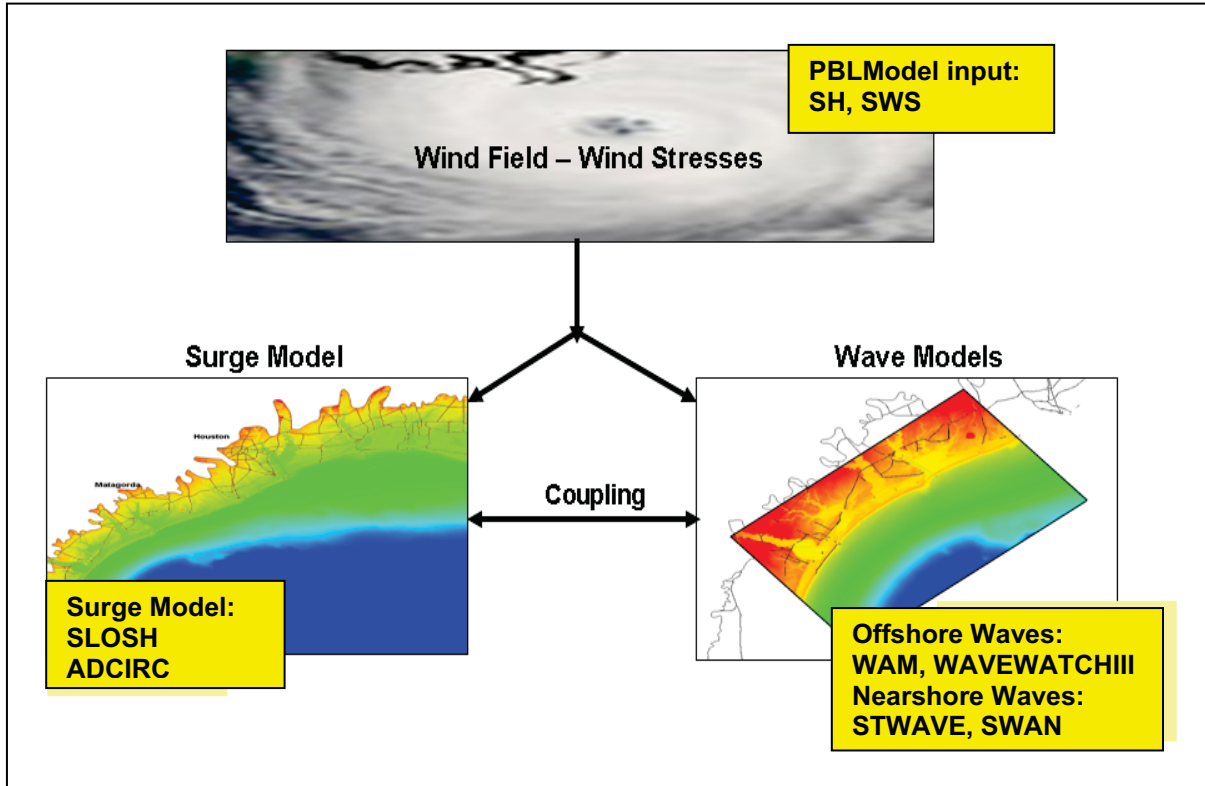 PBLModel input:
SH, SWS
Wind Field – Wind Stresses
Surge Model
Wave Models
Houston
Matagorda
Coupling
Surge Model:
SLOSH
ADCIRC
Offshore Waves:
WAM, WAVEWATCHIII
Nearshore Waves:
STWAVE, SWAN